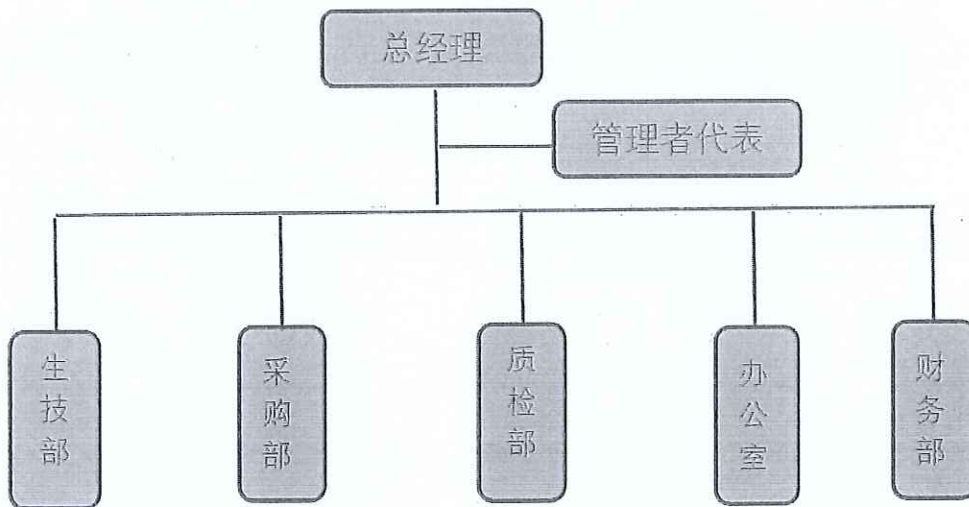 总经理
管理者代表
生技部
采购部
质检部
办公室
财务部